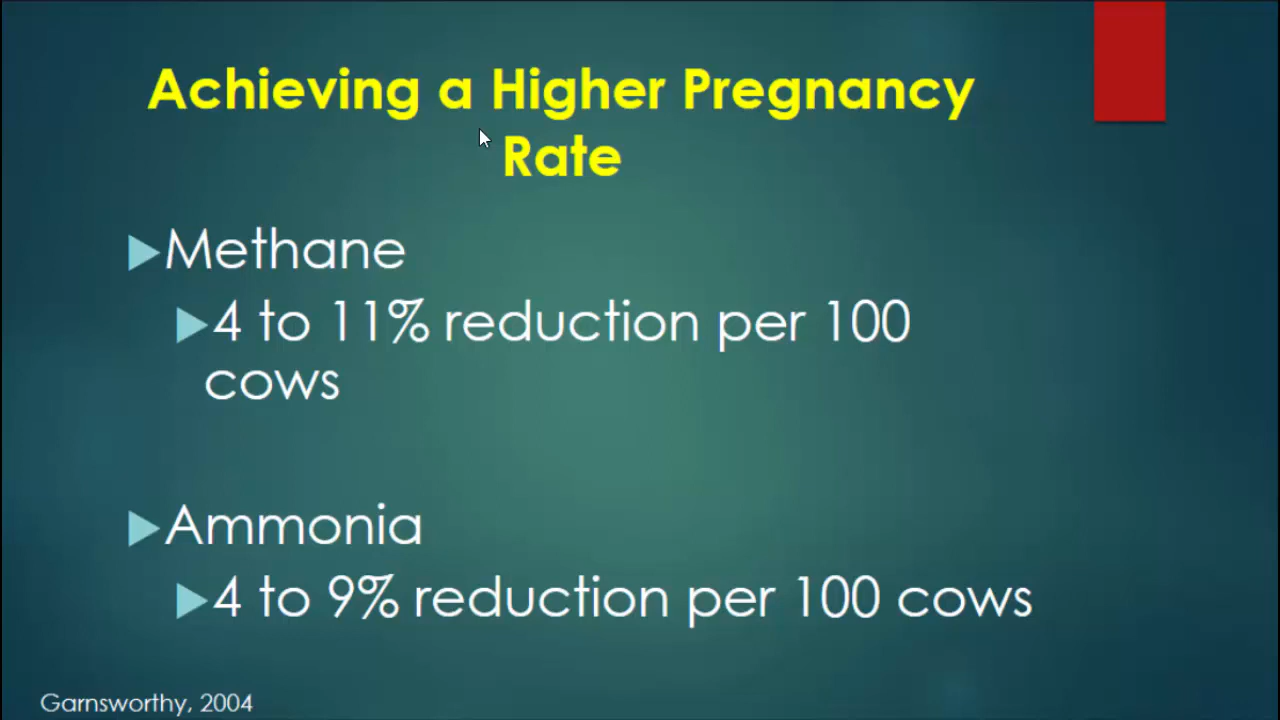 Achieving a Higher Pregnancy
Rate
Methane
4 to 11% reduction per 100
cows
Ammonia
4 to 9% reduction per 100 cows
Garnsworthy, 2004